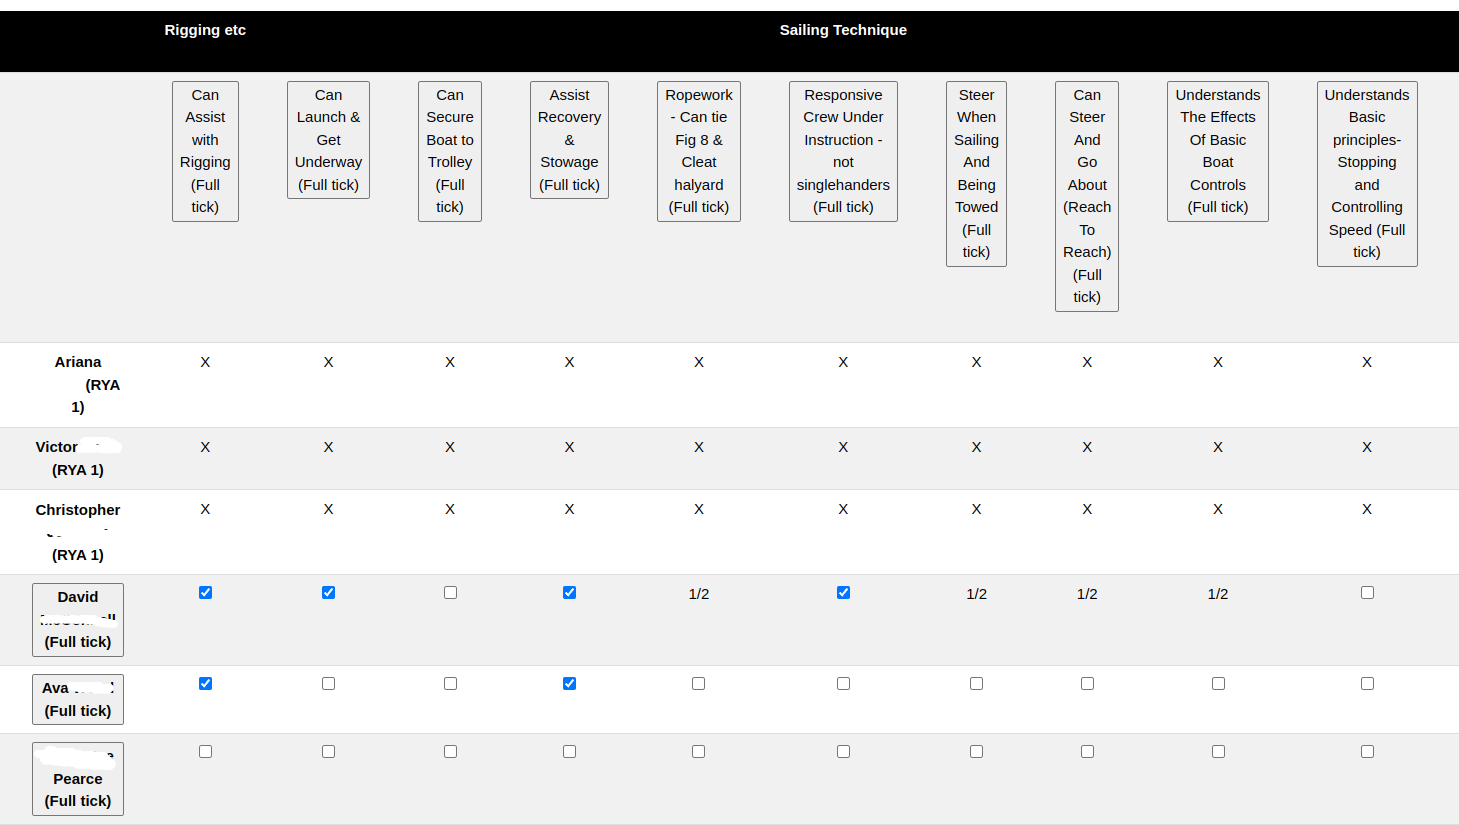 Rigging etc Sailing Technique
Can Assist with Rigging (Full tick)
Can Launch & Get Underway (Full tick)
Can Secure Boat to Trolley (Full tick)
Assist Recovery & Stowage (Full tick)
Ropework - Can tie Fig 8 & Cleat halyard (Full tick)
Responsive Crew Under Instruction - not singlehanders (Full tick)
Steer When Sailing And Being Towed (Full tick)
Can Steer And Go About (Reach To Reach) (Full tick)
Understands The Effects Of Basic Boat Controls (Full tick)
Understands Basic principles- Stopping and Controlling Speed (Full tick)
Ariana X X X X X X X X X X
(RYA
1)
Victor X X X X X X X X X X
(RYA 1)
Christopher X X X X X X X X X X
(RYA 1)
David 1/2 1/2 1/2 1/2
(Full tick)
Ava
(Full tick)
Pearce
(Full tick)